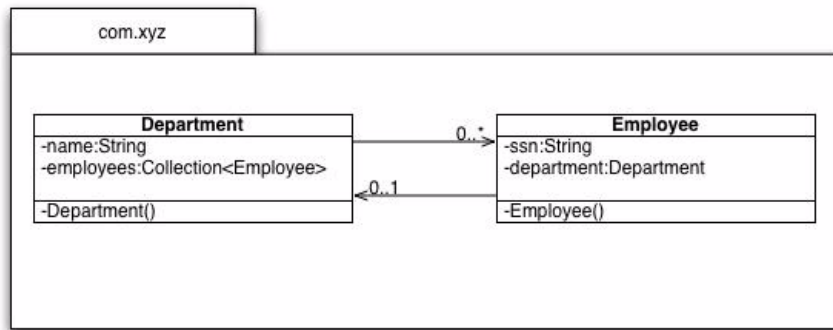 com.xyz
Department
-name:String
-employees:Collection<Employee>
-Department()
0..*
0..1
Employee
-ssn:String
-department:Department
-Employee()